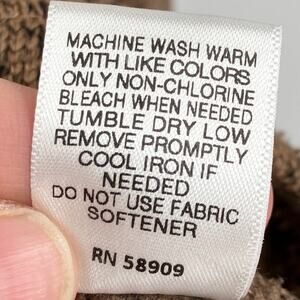 MACHINE WASH WARM
WITH LIKE COLORS
ONLY NON-CHLORINE
BLEACH WHEN NEEDED
TUMBLE DRY LOW
REMOVE PROMPTLY
COOL IRON IF
NEEDED
DO NOT USE FABRIC
SOFTENER
RN 58909